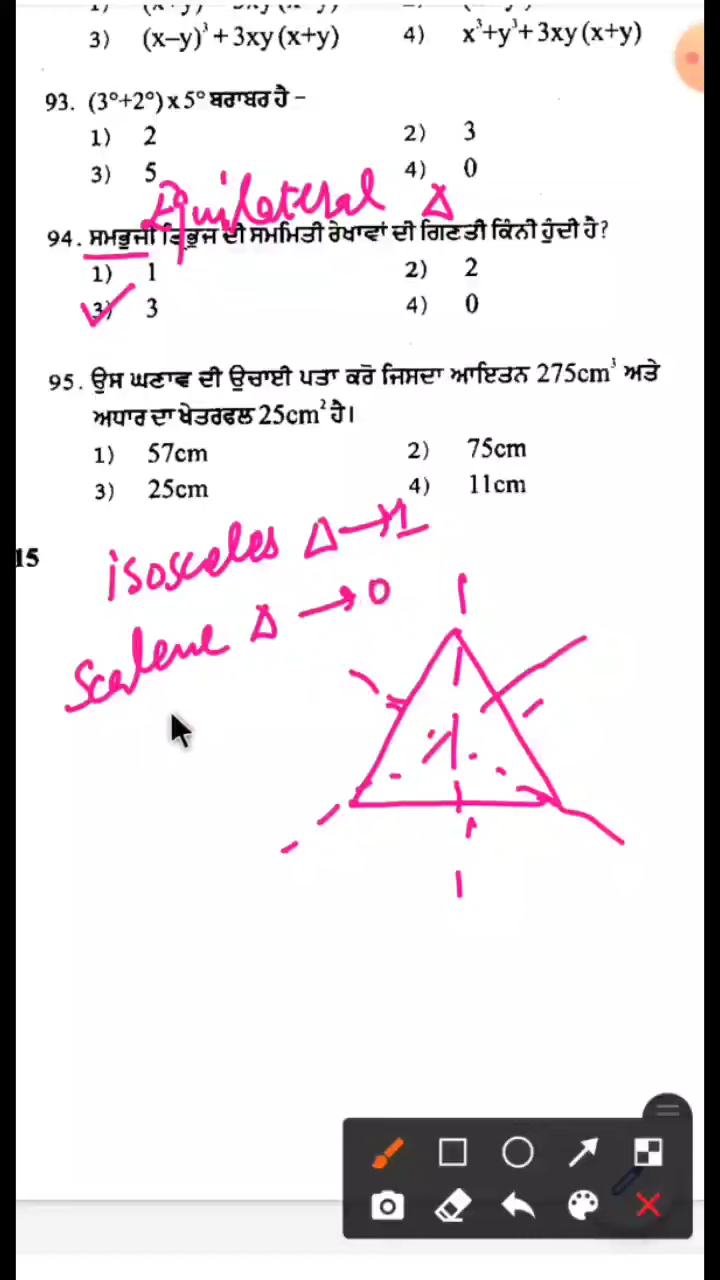 3) (x–y)³ + 3xy (x+y) 4) x³+y³+3xy (x+y)
93. (3°+2°) x 5° ਬਰਾਬਰ ਹੈ –
1) 2 2) 3
3) 5 4) 0
Equilateral Δ
94. ਸਮਭੁਜੀ ਤ੍ਰਿਭੁਜ ਦੀ ਸਮਮਿਤੀ ਰੇਖਾਵਾਂ ਦੀ ਗਿਣਤੀ ਕਿੰਨੀ ਹੁੰਦੀ ਹੈ?
1) 1 2) 2
3) 3 4) 0
95. ਉਸ ਘਣਾਵ ਦੀ ਉਚਾਈ ਪਤਾ ਕਰੋ ਜਿਸਦਾ ਆਇਤਨ 275cm³ ਅਤੇ
ਅਧਾਰ ਦਾ ਖੇਤਰਫਲ 25cm² ਹੈ।
1) 57cm 2) 75cm
3) 25cm 4) 11cm
15
isosceles Δ → 1
Scalene Δ → 0